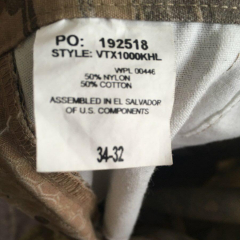 PO: 192518
STYLE: VTX1000KHL
WPL 00446
50% NYLON
50% COTTON
ASSEMBLED IN EL SALVADOR
OF U.S. COMPONENTS
34-32